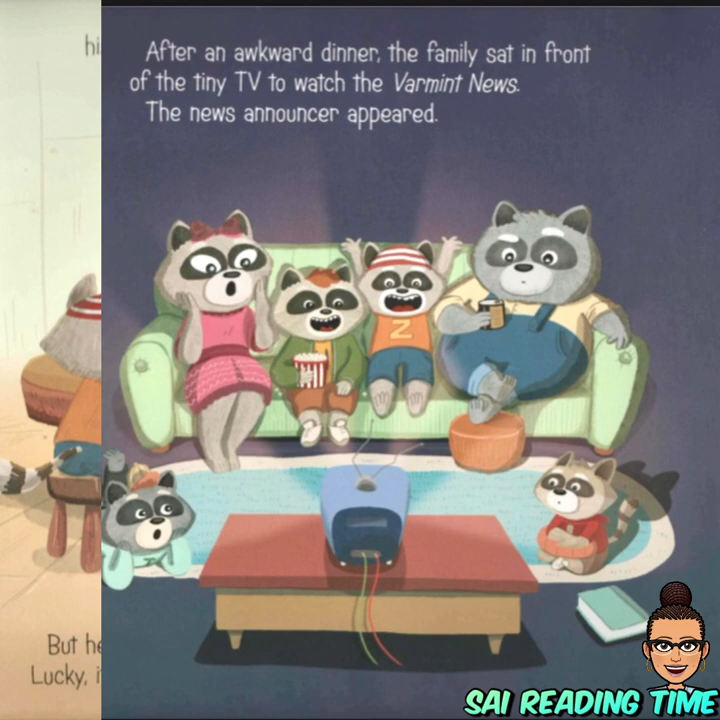 hi
After an awkward dinner, the family sat in front
of the tiny TV to watch the Varmint News.
The news announcer appeared.
Z
But he
Lucky, i
SAI READING TIME